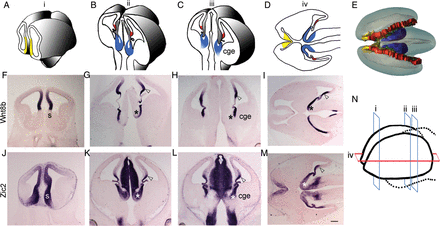 A i B ii C iii D iv E
cge
F G H I N
s * * cge *
i ii iii
iv
Wnt8b
J K L M
s * * cge *
Zic2